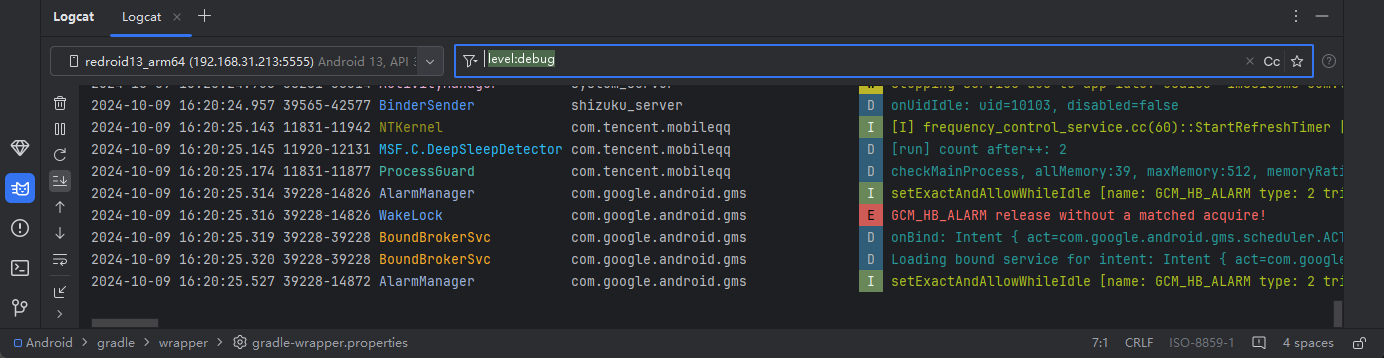 Logcat Logcat
redroid13_arm64 (192.168.31.213:5555) Android 13, API 3 level:debug Cc
2024-10-09 16:20:24.957 39565-42577 BinderSender shizuku_server D onUidIdle: uid=10103, disabled=false
2024-10-09 16:20:25.143 11831-11942 NTKernel com.tencent.mobileqq I [I] frequency_control_service.cc(60)::StartRefreshTimer [
2024-10-09 16:20:25.145 11920-12131 MSF.C.DeepSleepDetector com.tencent.mobileqq D [run] count after++: 2
2024-10-09 16:20:25.174 11831-11877 ProcessGuard com.tencent.mobileqq D checkMainProcess, allMemory:39, maxMemory:512, memoryRati
2024-10-09 16:20:25.314 39228-14826 AlarmManager com.google.android.gms I setExactAndAllowWhileIdle [name: GCM_HB_ALARM type: 2 tri
2024-10-09 16:20:25.316 39228-14826 WakeLock com.google.android.gms E GCM_HB_ALARM release without a matched acquire!
2024-10-09 16:20:25.319 39228-39228 BoundBrokerSvc com.google.android.gms D onBind: Intent { act=com.google.android.gms.scheduler.ACT
2024-10-09 16:20:25.320 39228-39228 BoundBrokerSvc com.google.android.gms D Loading bound service for intent: Intent { act=com.google
2024-10-09 16:20:25.527 39228-14872 AlarmManager com.google.android.gms I setExactAndAllowWhileIdle [name: GCM_HB_ALARM type: 2 tri
Android > gradle > wrapper > gradle-wrapper.properties 7:1 CRLF ISO-8859-1 4 spaces